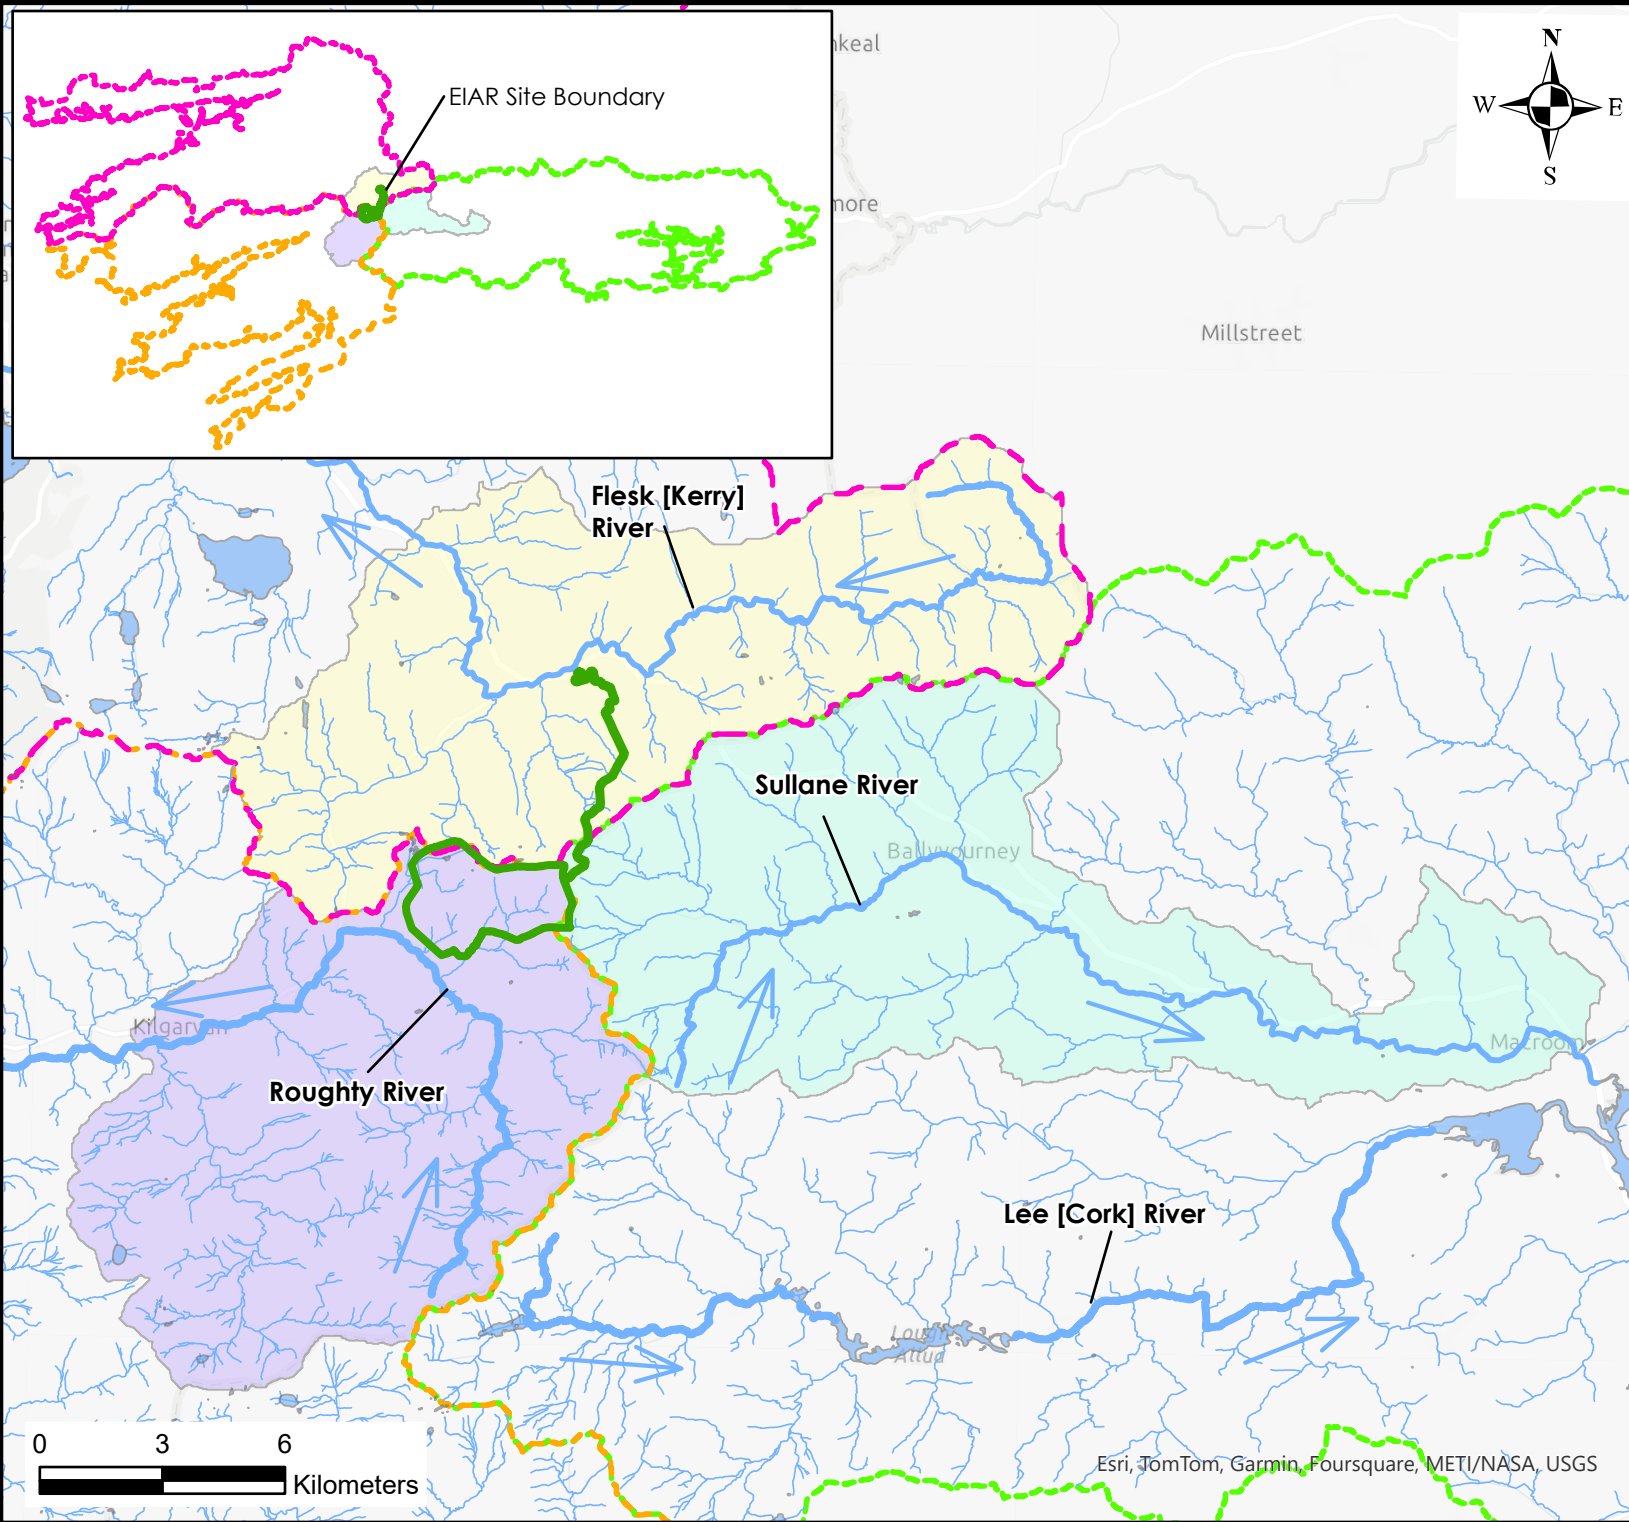 EIAR Site Boundary
nkeal
more
N
W
E
S
Millstreet
Flesk [Kerry]
River
Sullane River
Ballyvourney
Kilgarvan
Macroom
Roughty River
Lee [Cork] River
Lough
Allua
0 3 6
Kilometers
Esri, TomTom, Garmin, Foursquare, METI/NASA, USGS